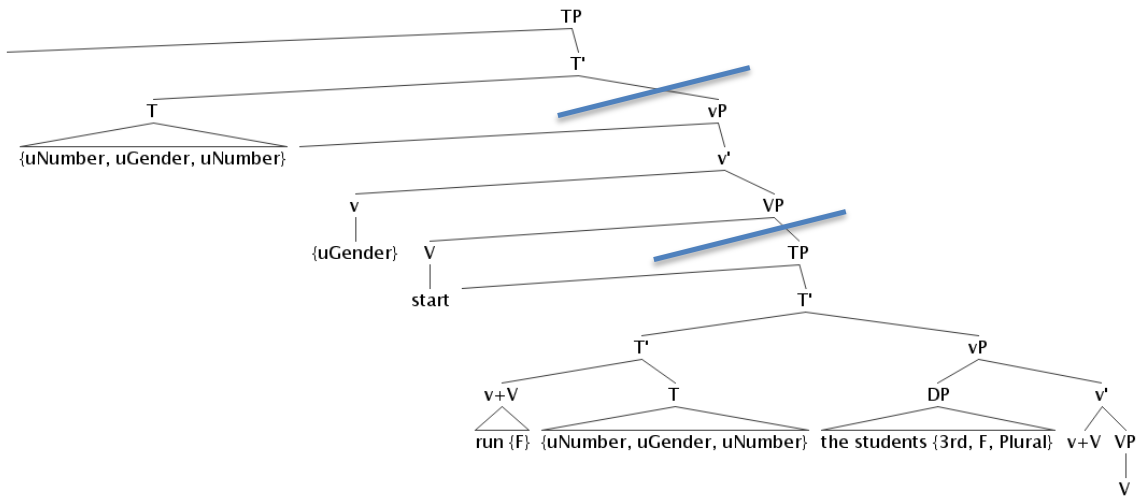 TP
T'
T vP
{uNumber, uGender, uNumber}
v'
v VP
{uGender} V TP
start
T'
T' vP
v+V T DP v'
run {F} {uNumber, uGender, uNumber} the students {3rd, F, Plural} v+V VP
V